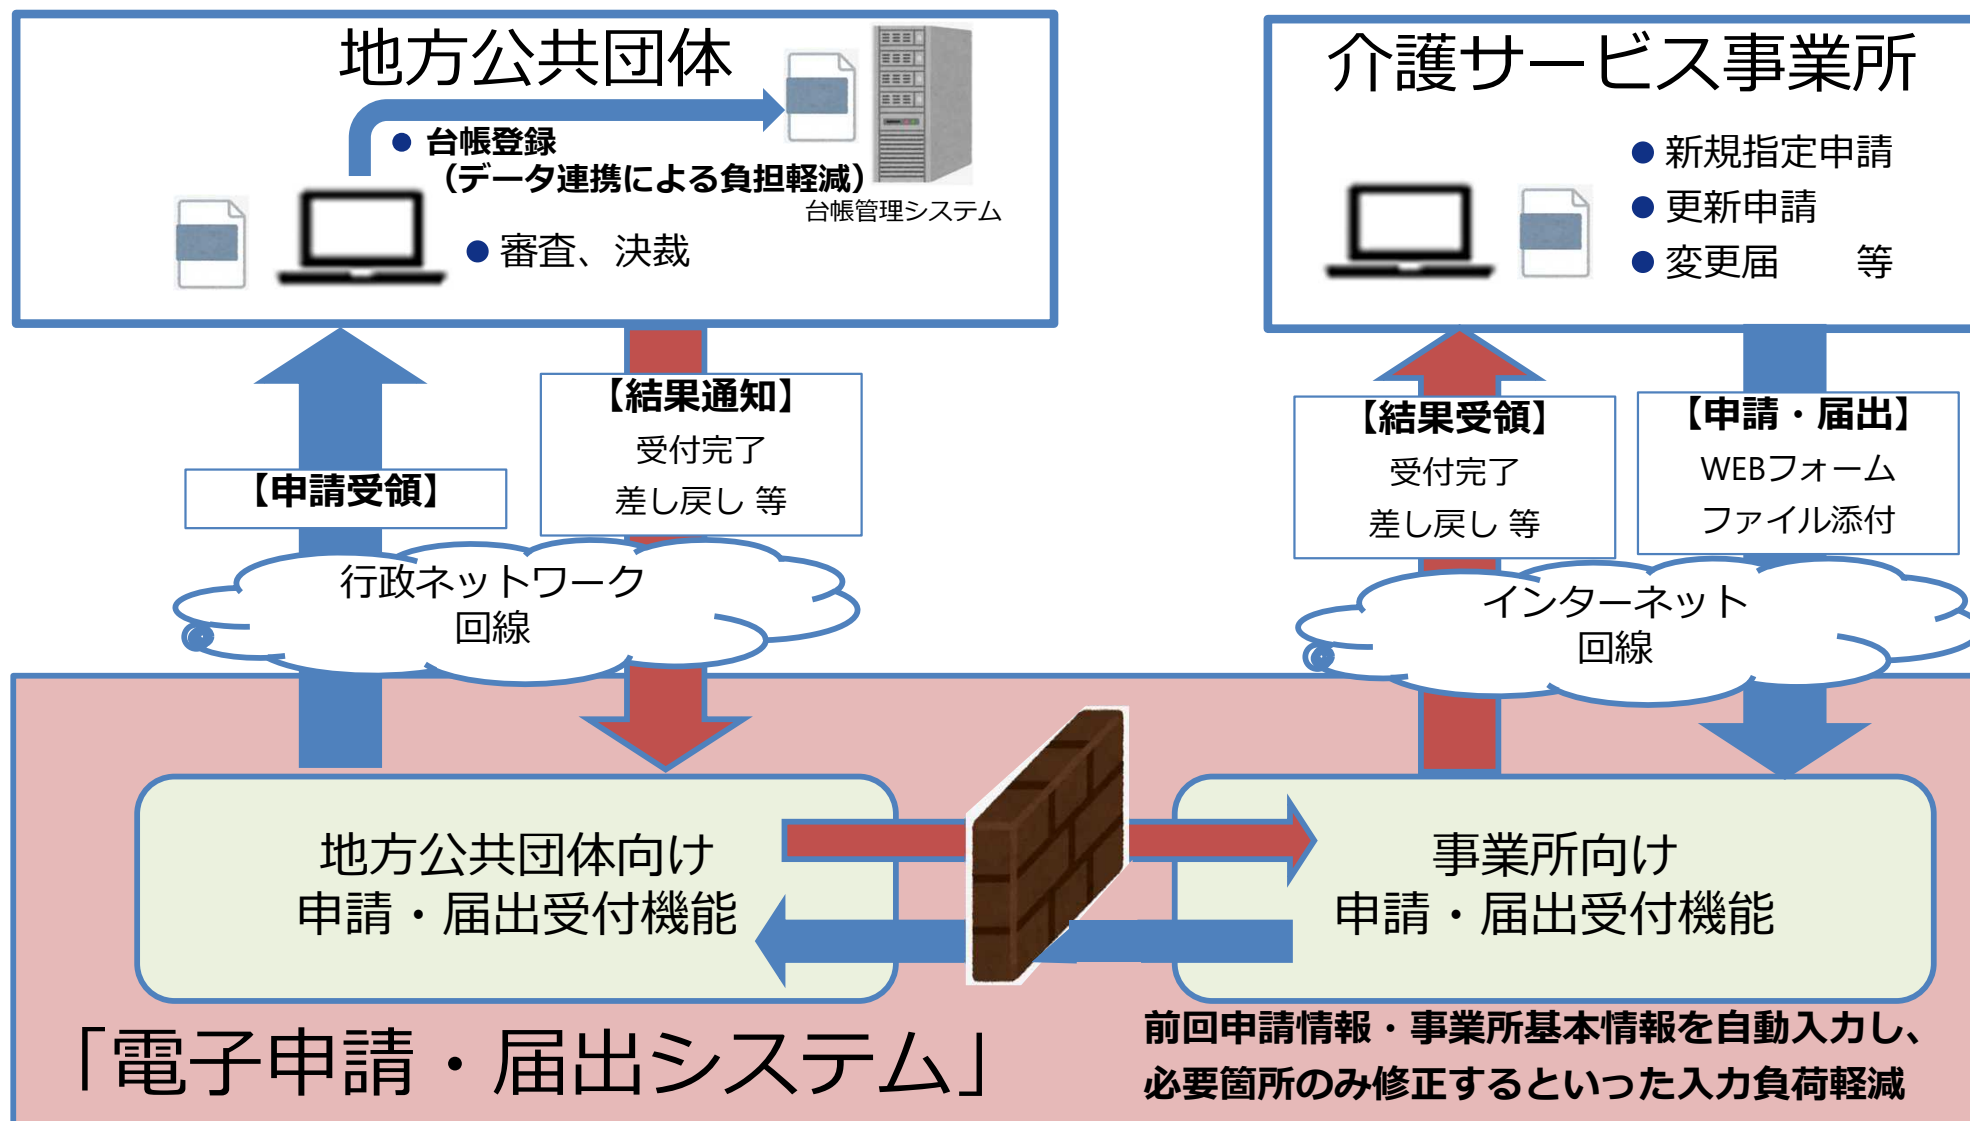 地方公共団体
● 台帳登録
（データ連携による負担軽減）
台帳管理システム
● 審査、決裁
介護サービス事業所
● 新規指定申請
● 更新申請
● 変更届　　等
【申請受領】
【結果通知】
受付完了
差し戻し 等
【結果受領】
受付完了
差し戻し 等
【申請・届出】
WEBフォーム
ファイル添付
行政ネットワーク
回線
インターネット
回線
地方公共団体向け
申請・届出受付機能
事業所向け
申請・届出受付機能
「電子申請・届出システム」
前回申請情報・事業所基本情報を自動入力し、
必要箇所のみ修正するといった入力負荷軽減